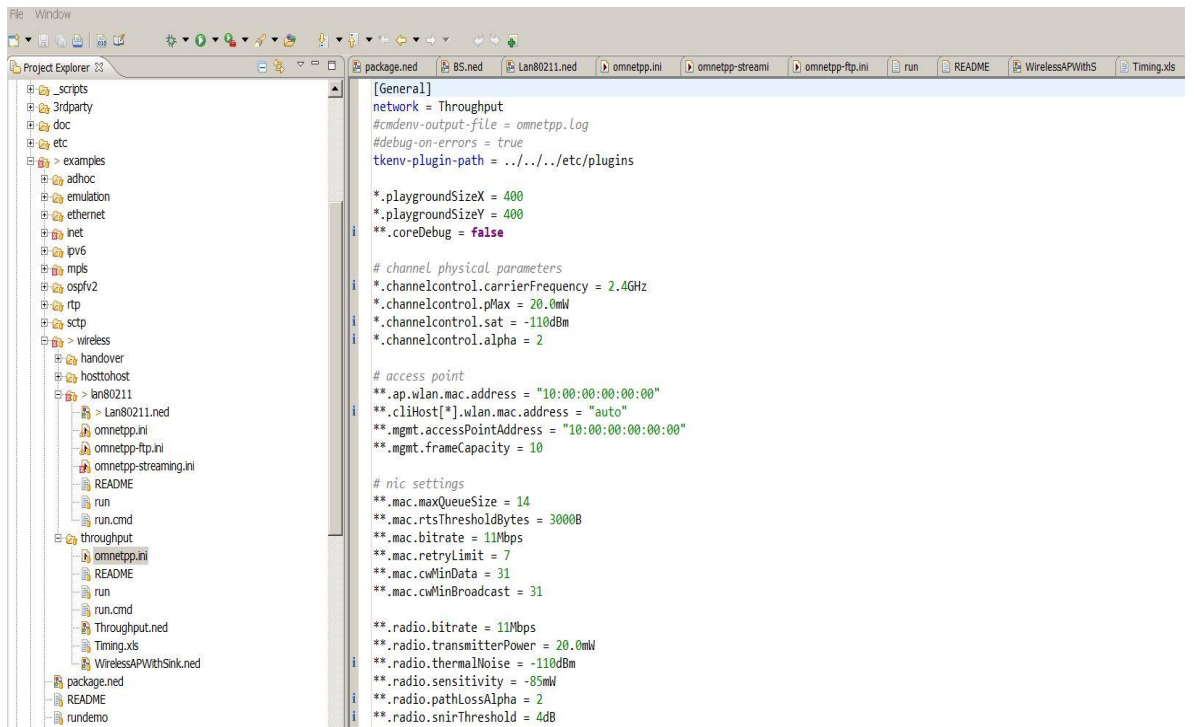 File Window
Project Explorer
package.ned
BS.ned
Lan80211.ned
omnetpp.ini
omnetpp-streami
omnetpp-ftp.ini
run
README
WirelessAPWithS
Timing.xls
_scripts
3rdparty
doc
etc
> examples
adhoc
emulation
ethernet
inet
ipv6
mpls
ospfv2
rtp
sctp
> wireless
handover
hosttohost
> lan80211
> Lan80211.ned
omnetpp.ini
omnetpp-ftp.ini
omnetpp-streaming.ini
README
run
run.cmd
throughput
omnetpp.ini
README
run
run.cmd
Throughput.ned
Timing.xls
WirelessAPWithSink.ned
package.ned
README
rundemo
[General]
network = Throughput
#cmdenv-output-file = omnetpp.log
#debug-on-errors = true
tkenv-plugin-path = ../../../etc/plugins
*.playgroundSizeX = 400
*.playgroundSizeY = 400
**.coreDebug = false
# channel physical parameters
*.channelcontrol.carrierFrequency = 2.4GHz
*.channelcontrol.pMax = 20.0mW
*.channelcontrol.sat = -110dBm
*.channelcontrol.alpha = 2
# access point
**.ap.wlan.mac.address = "10:00:00:00:00:00"
**.cliHost[*].wlan.mac.address = "auto"
**.mgmt.accessPointAddress = "10:00:00:00:00:00"
**.mgmt.frameCapacity = 10
# nic settings
**.mac.maxQueueSize = 14
**.mac.rtsThresholdBytes = 3000B
**.mac.bitrate = 11Mbps
**.mac.retryLimit = 7
**.mac.cwMinData = 31
**.mac.cwMinBroadcast = 31
**.radio.bitrate = 11Mbps
**.radio.transmitterPower = 20.0mW
**.radio.thermalNoise = -110dBm
**.radio.sensitivity = -85mW
**.radio.pathLossAlpha = 2
**.radio.snirThreshold = 4dB